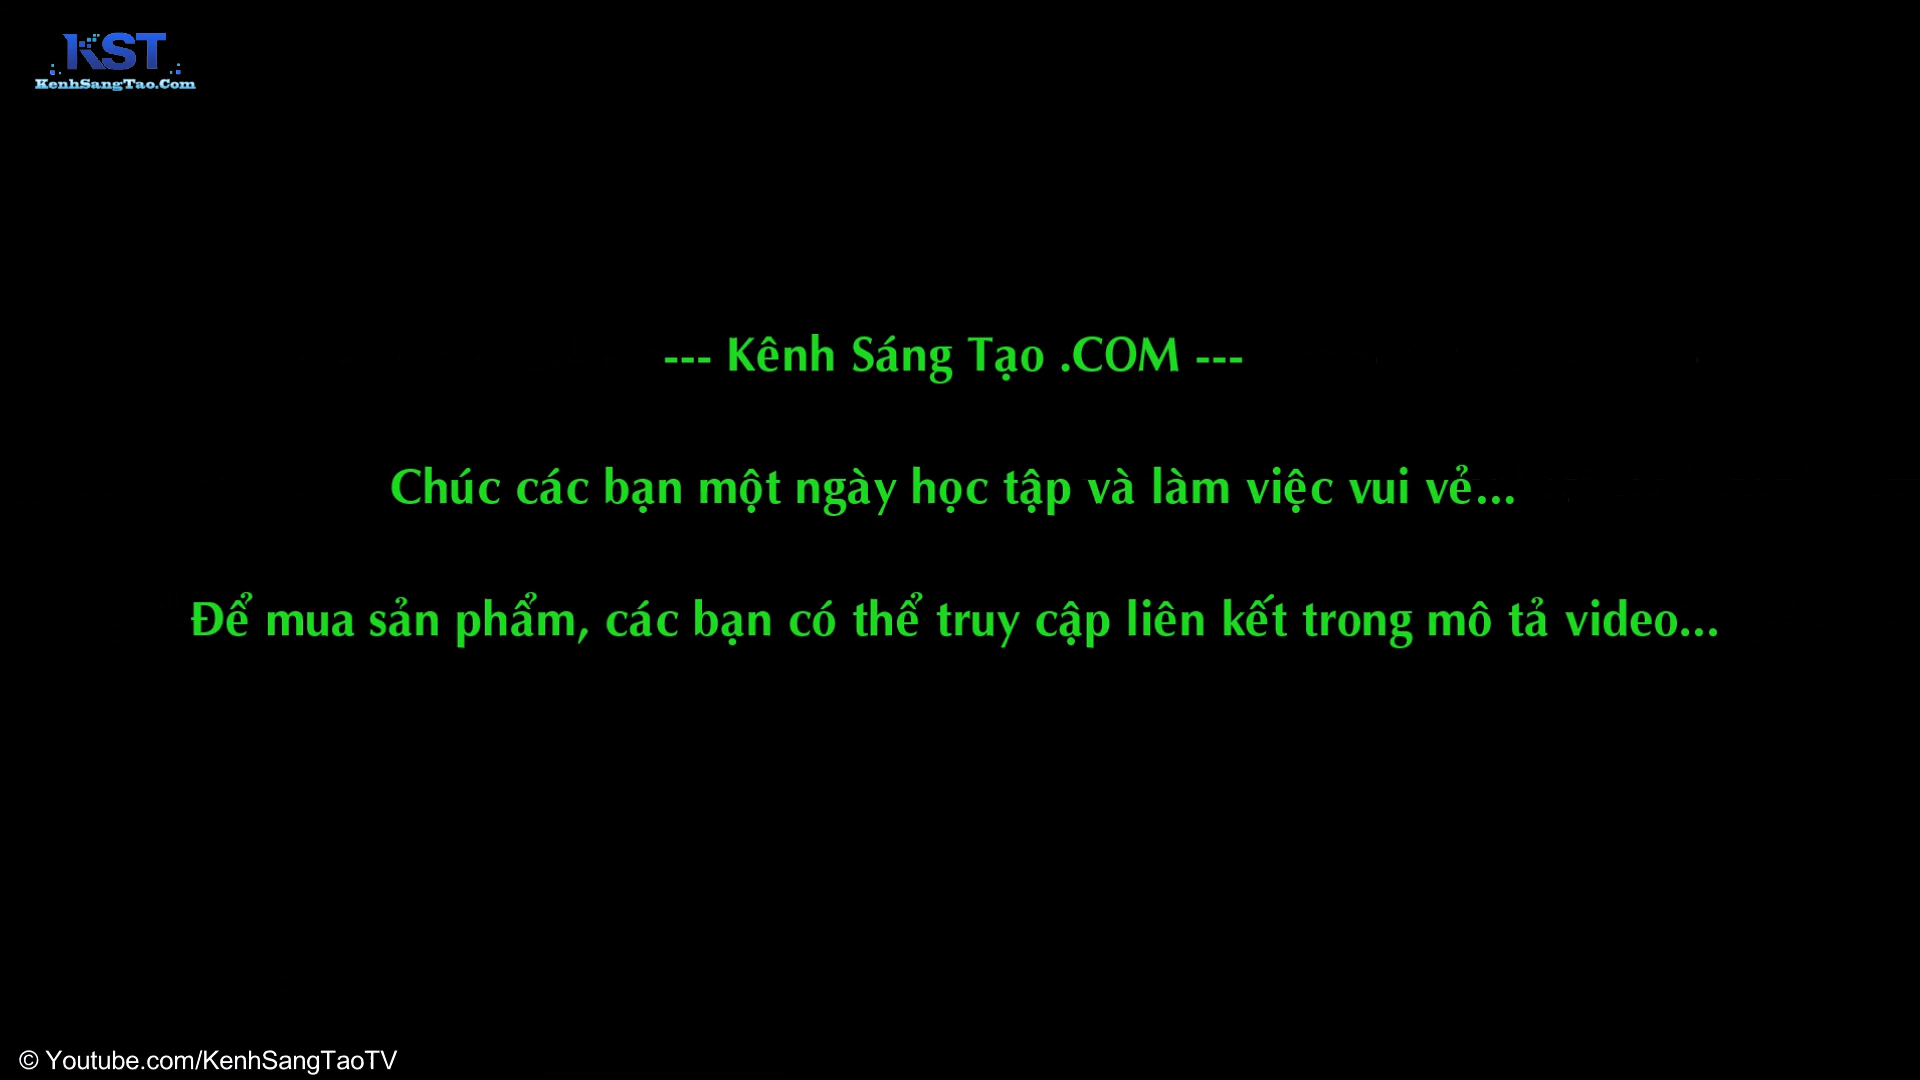 KST
KenhSangTao.Com
--- Kênh Sáng Tạo .COM ---
Chúc các bạn một ngày học tập và làm việc vui vẻ...
Để mua sản phẩm, các bạn có thể truy cập liên kết trong mô tả video...
© Youtube.com/KenhSangTaoTV